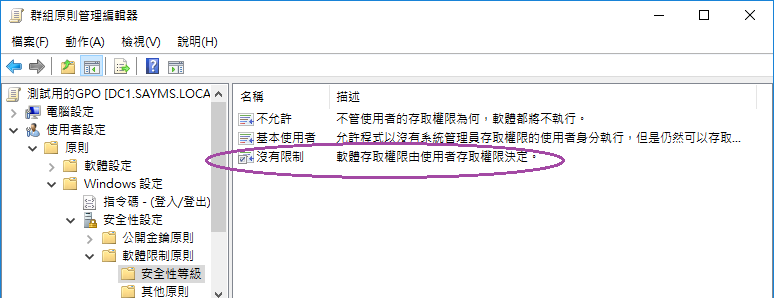 群組原則管理編輯器
檔案(F) 動作(A) 檢視(V) 說明(H)
測試用的GPO [DC1.SAYMS.LOCA
電腦設定
使用者設定
原則
軟體設定
Windows 設定
指令碼 - (登入/登出)
安全性設定
公開金鑰原則
軟體限制原則
安全性等級
其他原則
名稱 描述
不允許 不管使用者的存取權限為何，軟體都將不執行。
基本使用者 允許程式以沒有系統管理員存取權限的使用者身分執行，但是仍然可以存取...
沒有限制 軟體存取權限由使用者存取權限決定。